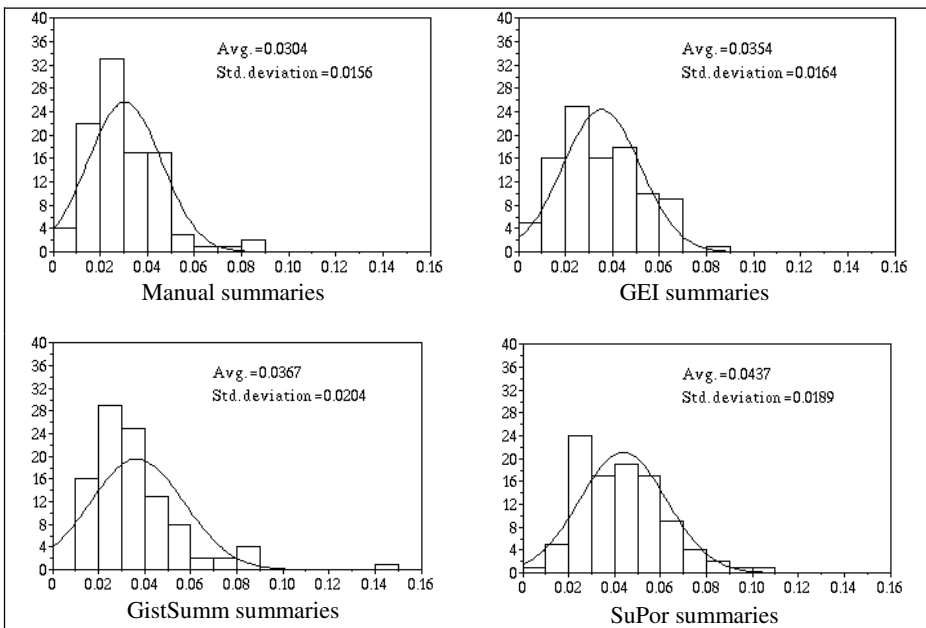 40
36
32
28
24
20
16
12
8
4
0
Avg.=0.0304
Std.deviation=0.0156
0 0.02 0.04 0.06 0.08 0.10 0.12 0.14 0.16
Manual summaries
40
36
32
28
24
20
16
12
8
4
0
Avg.=0.0354
Std.deviation=0.0164
0 0.02 0.04 0.06 0.08 0.10 0.12 0.14 0.16
GEI summaries
40
36
32
28
24
20
16
12
8
4
0
Avg.=0.0367
Std.deviation=0.0204
0 0.02 0.04 0.06 0.08 0.10 0.12 0.14 0.16
GistSumm summaries
40
36
32
28
24
20
16
12
8
4
0
Avg.=0.0437
Std.deviation=0.0189
0 0.02 0.04 0.06 0.08 0.10 0.12 0.14 0.16
SuPor summaries